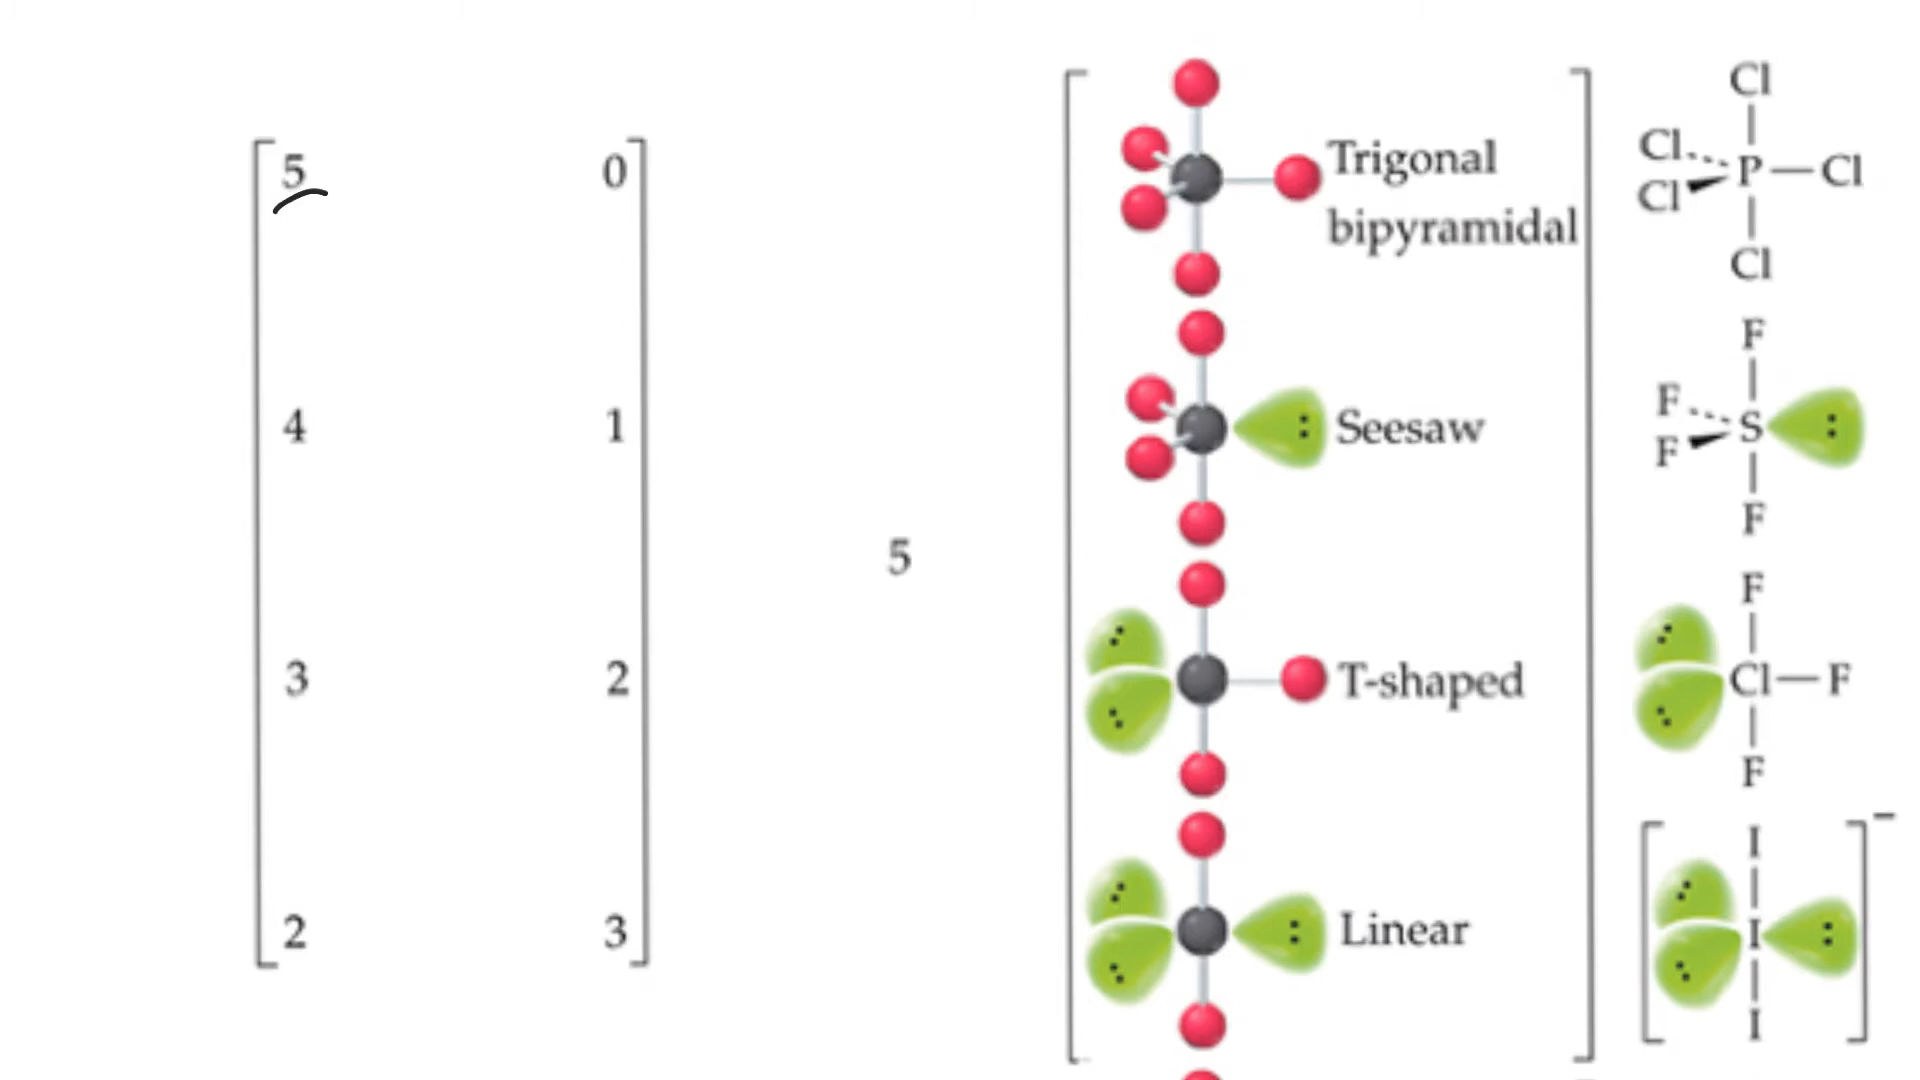 5 0
Trigonal
bipyramidal
Cl
Cl
Cl
P
Cl
Cl
4 1
Seesaw
F
F
F
S
F
5
3 2
T-shaped
F
Cl
F
F
2 3
Linear
I
I
I
−